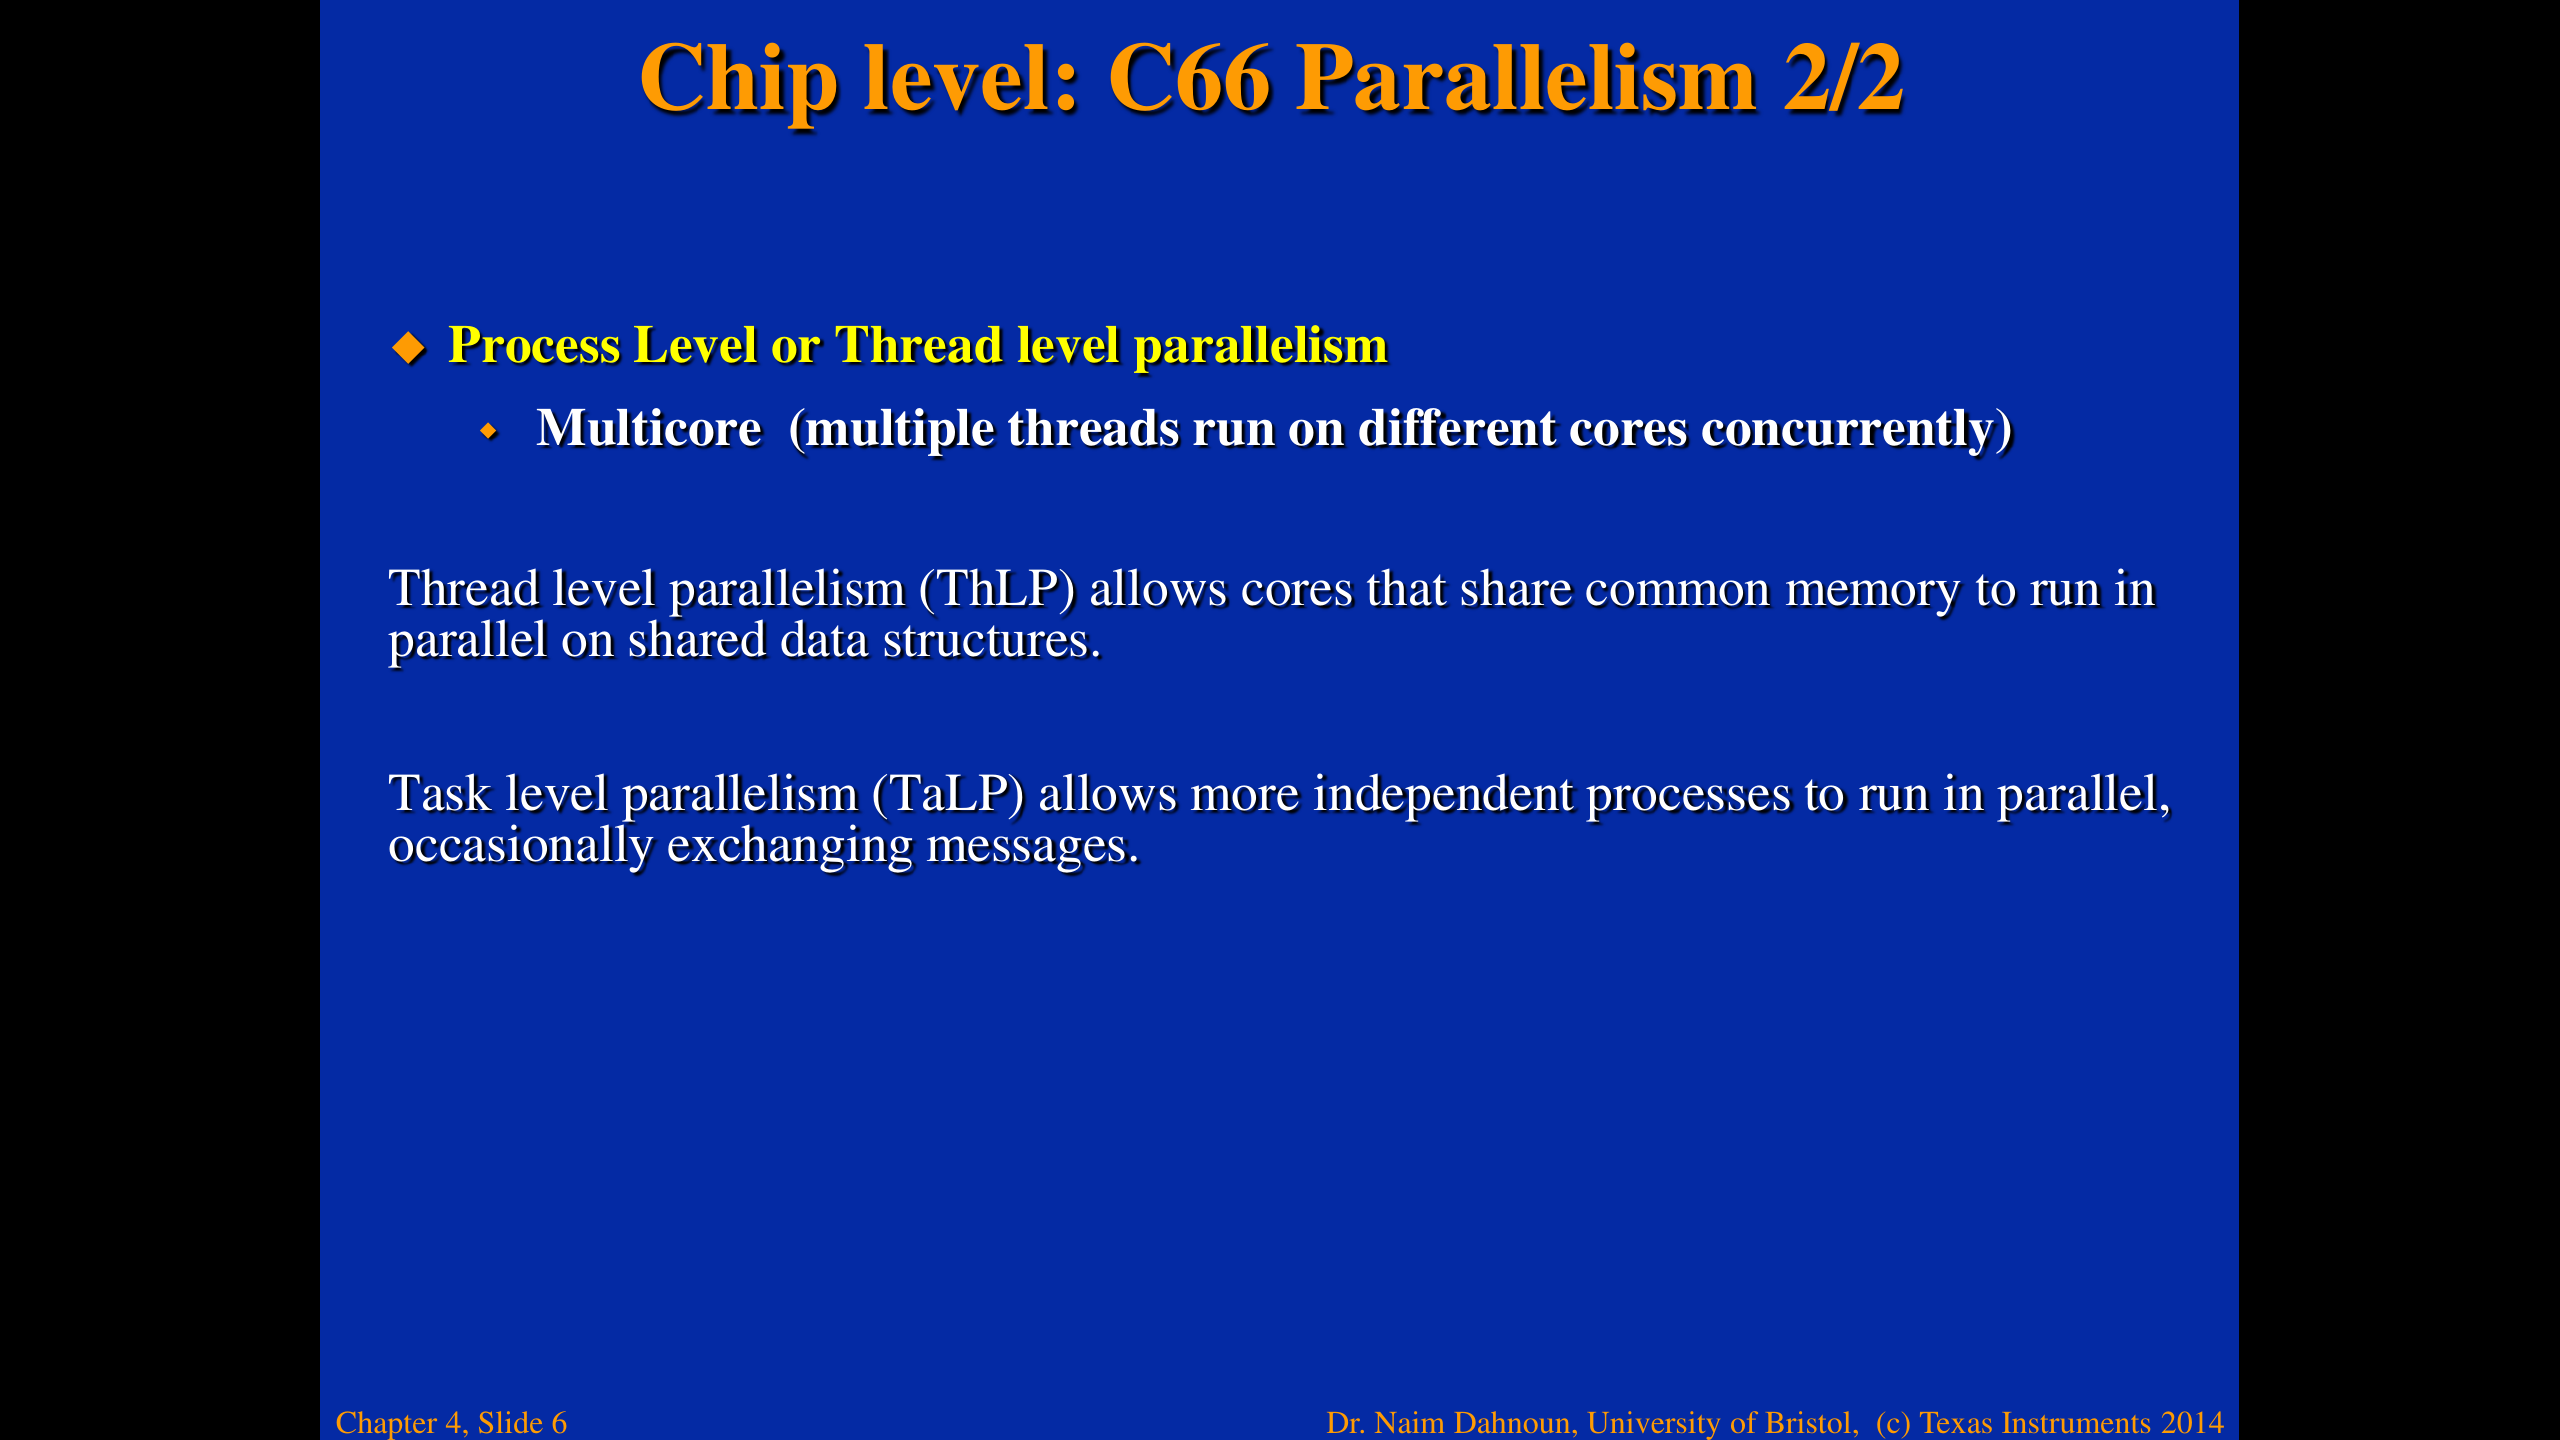 Chip level: C66 Parallelism 2/2
Process Level or Thread level parallelism
Multicore  (multiple threads run on different cores concurrently)
Thread level parallelism (ThLP) allows cores that share common memory to run in
parallel on shared data structures.
Task level parallelism (TaLP) allows more independent processes to run in parallel,
occasionally exchanging messages.
Chapter 4, Slide 6
Dr. Naim Dahnoun, University of Bristol,  (c) Texas Instruments 2014